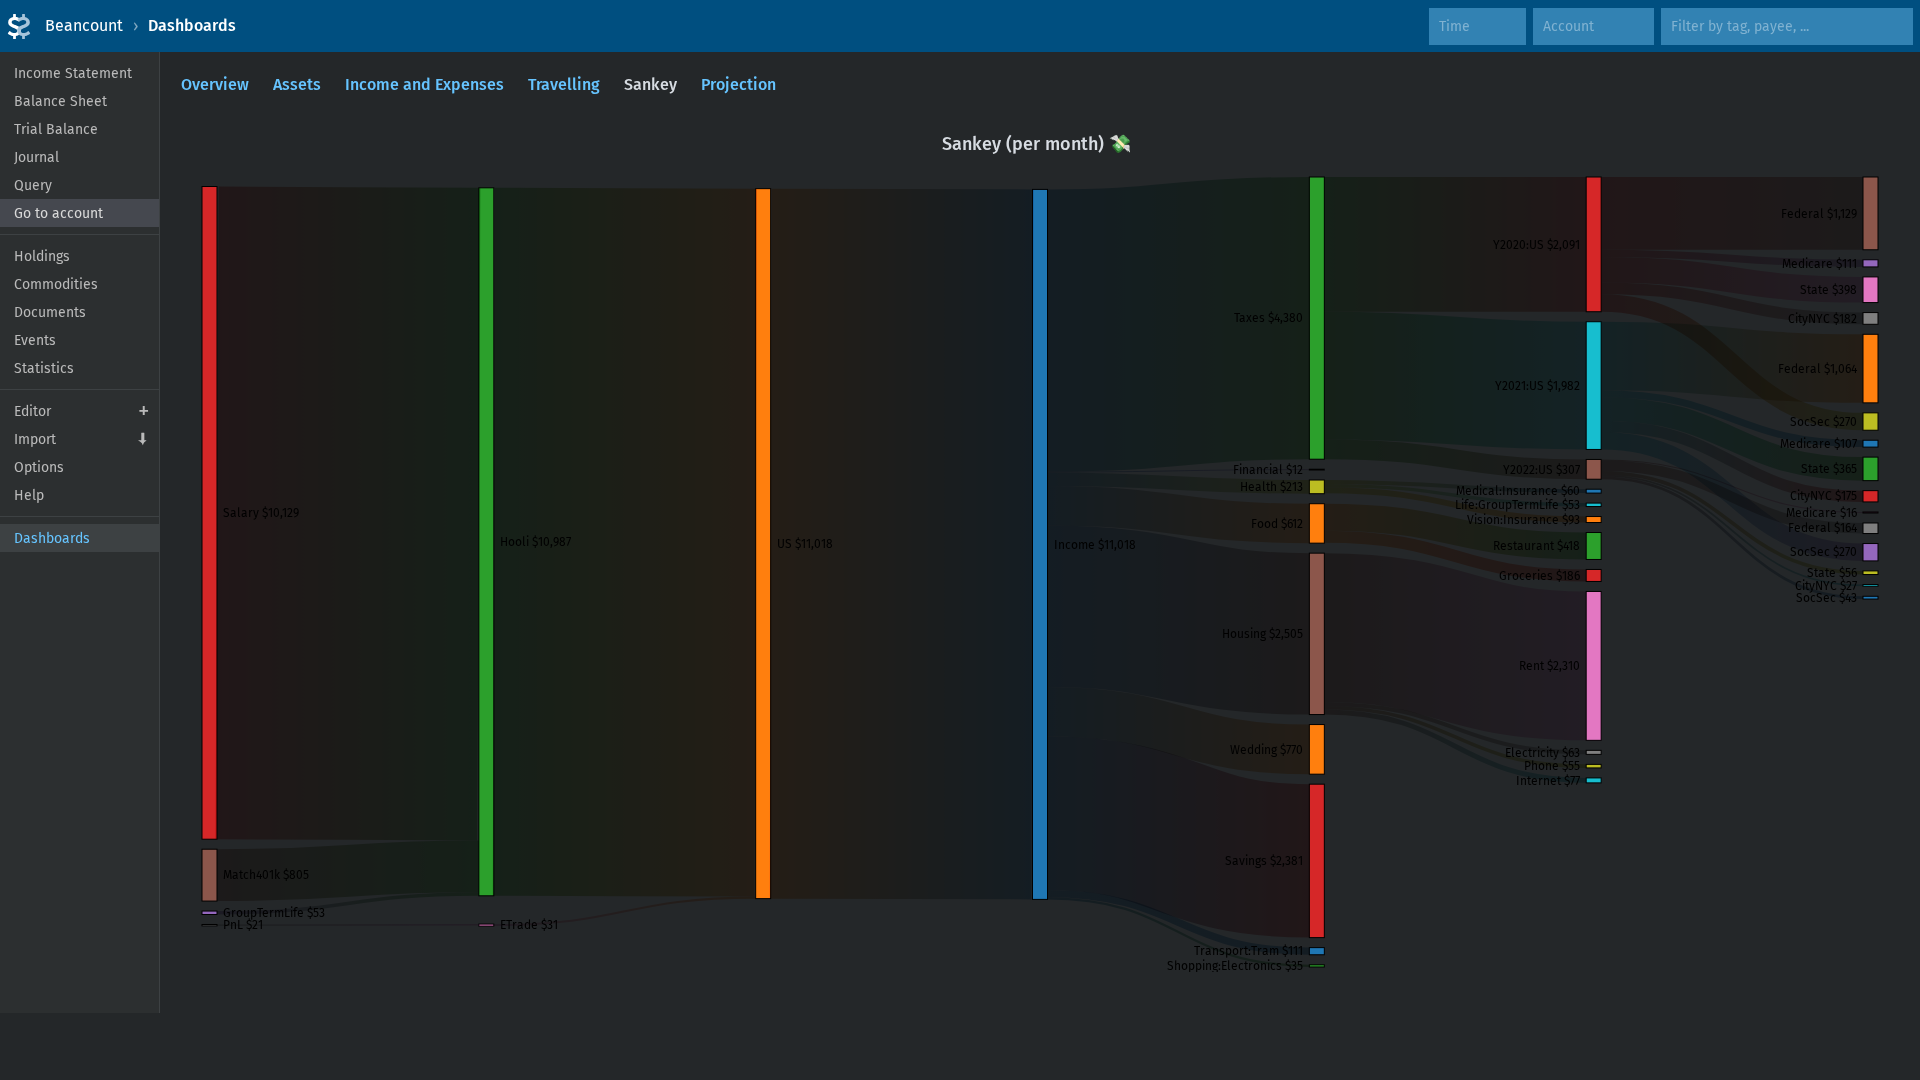 Beancount › Dashboards
Time
Account
Filter by tag, payee, ...
Income Statement
Balance Sheet
Trial Balance
Journal
Query
Go to account
Holdings
Commodities
Documents
Events
Statistics
Editor +
Import
Options
Help
Dashboards
Overview Assets Income and Expenses Travelling Sankey Projection
Sankey (per month) 💸
Salary $10,129
Match401k $805
GroupTermLife $53
PnL $21
Hooli $10,987
ETrade $31
US $11,018
Income $11,018
Taxes $4,380
Financial $12
Health $213
Food $612
Housing $2,505
Wedding $770
Savings $2,381
Transport:Tram $111
Shopping:Electronics $35
Y2020:US $2,091
Y2021:US $1,982
Y2022:US $307
Medical:Insurance $60
Life:GroupTermLife $53
Vision:Insurance $93
Restaurant $418
Groceries $186
Rent $2,310
Electricity $63
Phone $55
Internet $77
Federal $1,129
Medicare $111
State $398
CityNYC $182
Federal $1,064
SocSec $270
Medicare $107
State $365
CityNYC $175
Medicare $16
Federal $164
SocSec $270
State $56
CityNYC $27
SocSec $43